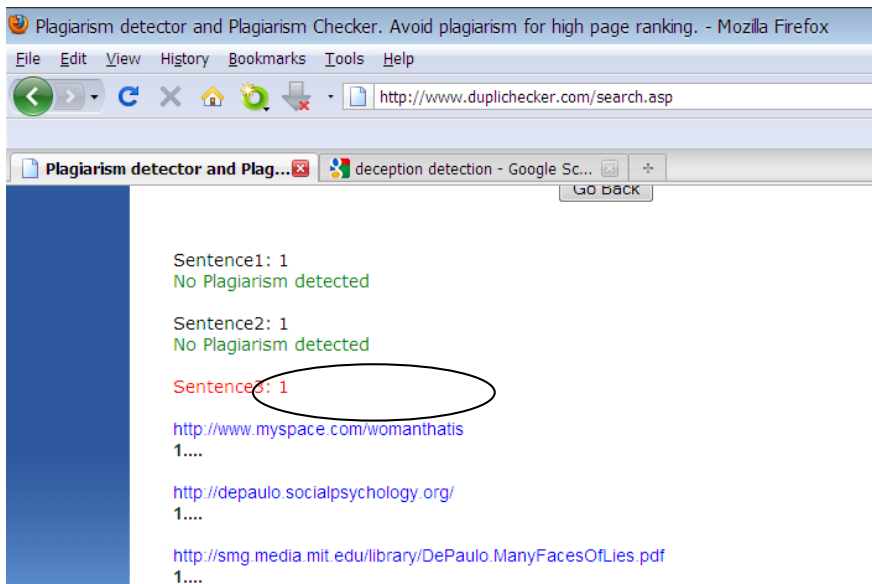 Plagiarism detector and Plagiarism Checker. Avoid plagiarism for high page ranking. - Mozilla Firefox
File Edit View History Bookmarks Tools Help
http://www.duplichecker.com/search.asp
Plagiarism detector and Plag... deception detection - Google Sc...
Go Back
Sentence1: 1
No Plagiarism detected
Sentence2: 1
No Plagiarism detected
Sentence3: 1
http://www.myspace.com/womanthatis
1....
http://depaulo.socialpsychology.org/
1....
http://smg.media.mit.edu/library/DePaulo.ManyFacesOfLies.pdf
1....